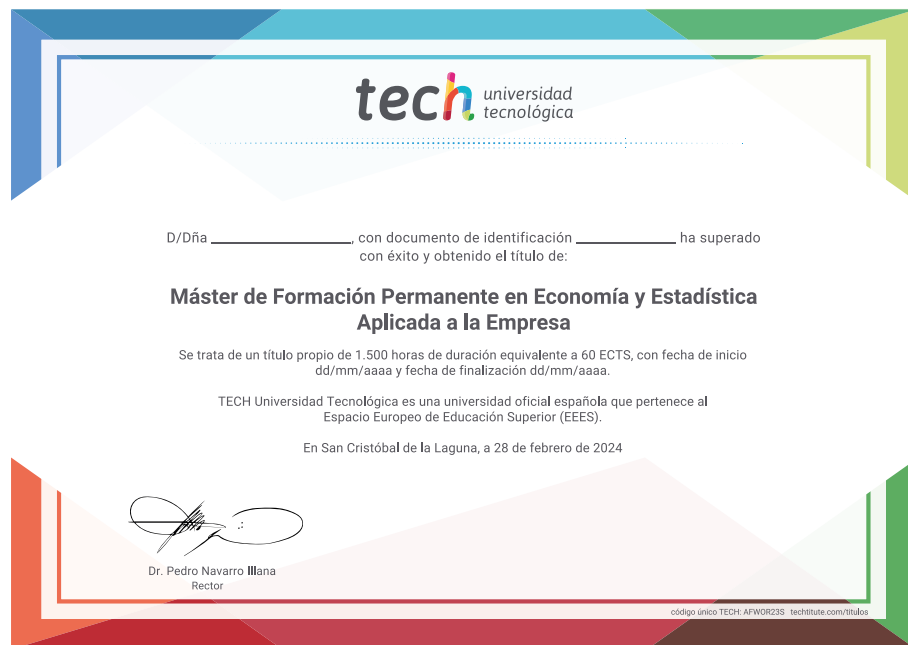 tech universidad
tecnológica
D/Dña ____________________, con documento de identificación ______________ ha superado
con éxito y obtenido el título de:
Máster de Formación Permanente en Economía y Estadística
Aplicada a la Empresa
Se trata de un título propio de 1.500 horas de duración equivalente a 60 ECTS, con fecha de inicio
dd/mm/aaaa y fecha de finalización dd/mm/aaaa.
TECH Universidad Tecnológica es una universidad oficial española que pertenece al
Espacio Europeo de Educación Superior (EEES).
En San Cristóbal de la Laguna, a 28 de febrero de 2024
Dr. Pedro Navarro Illana
Rector
código único TECH: AFWOR23S techtitute.com/titulos